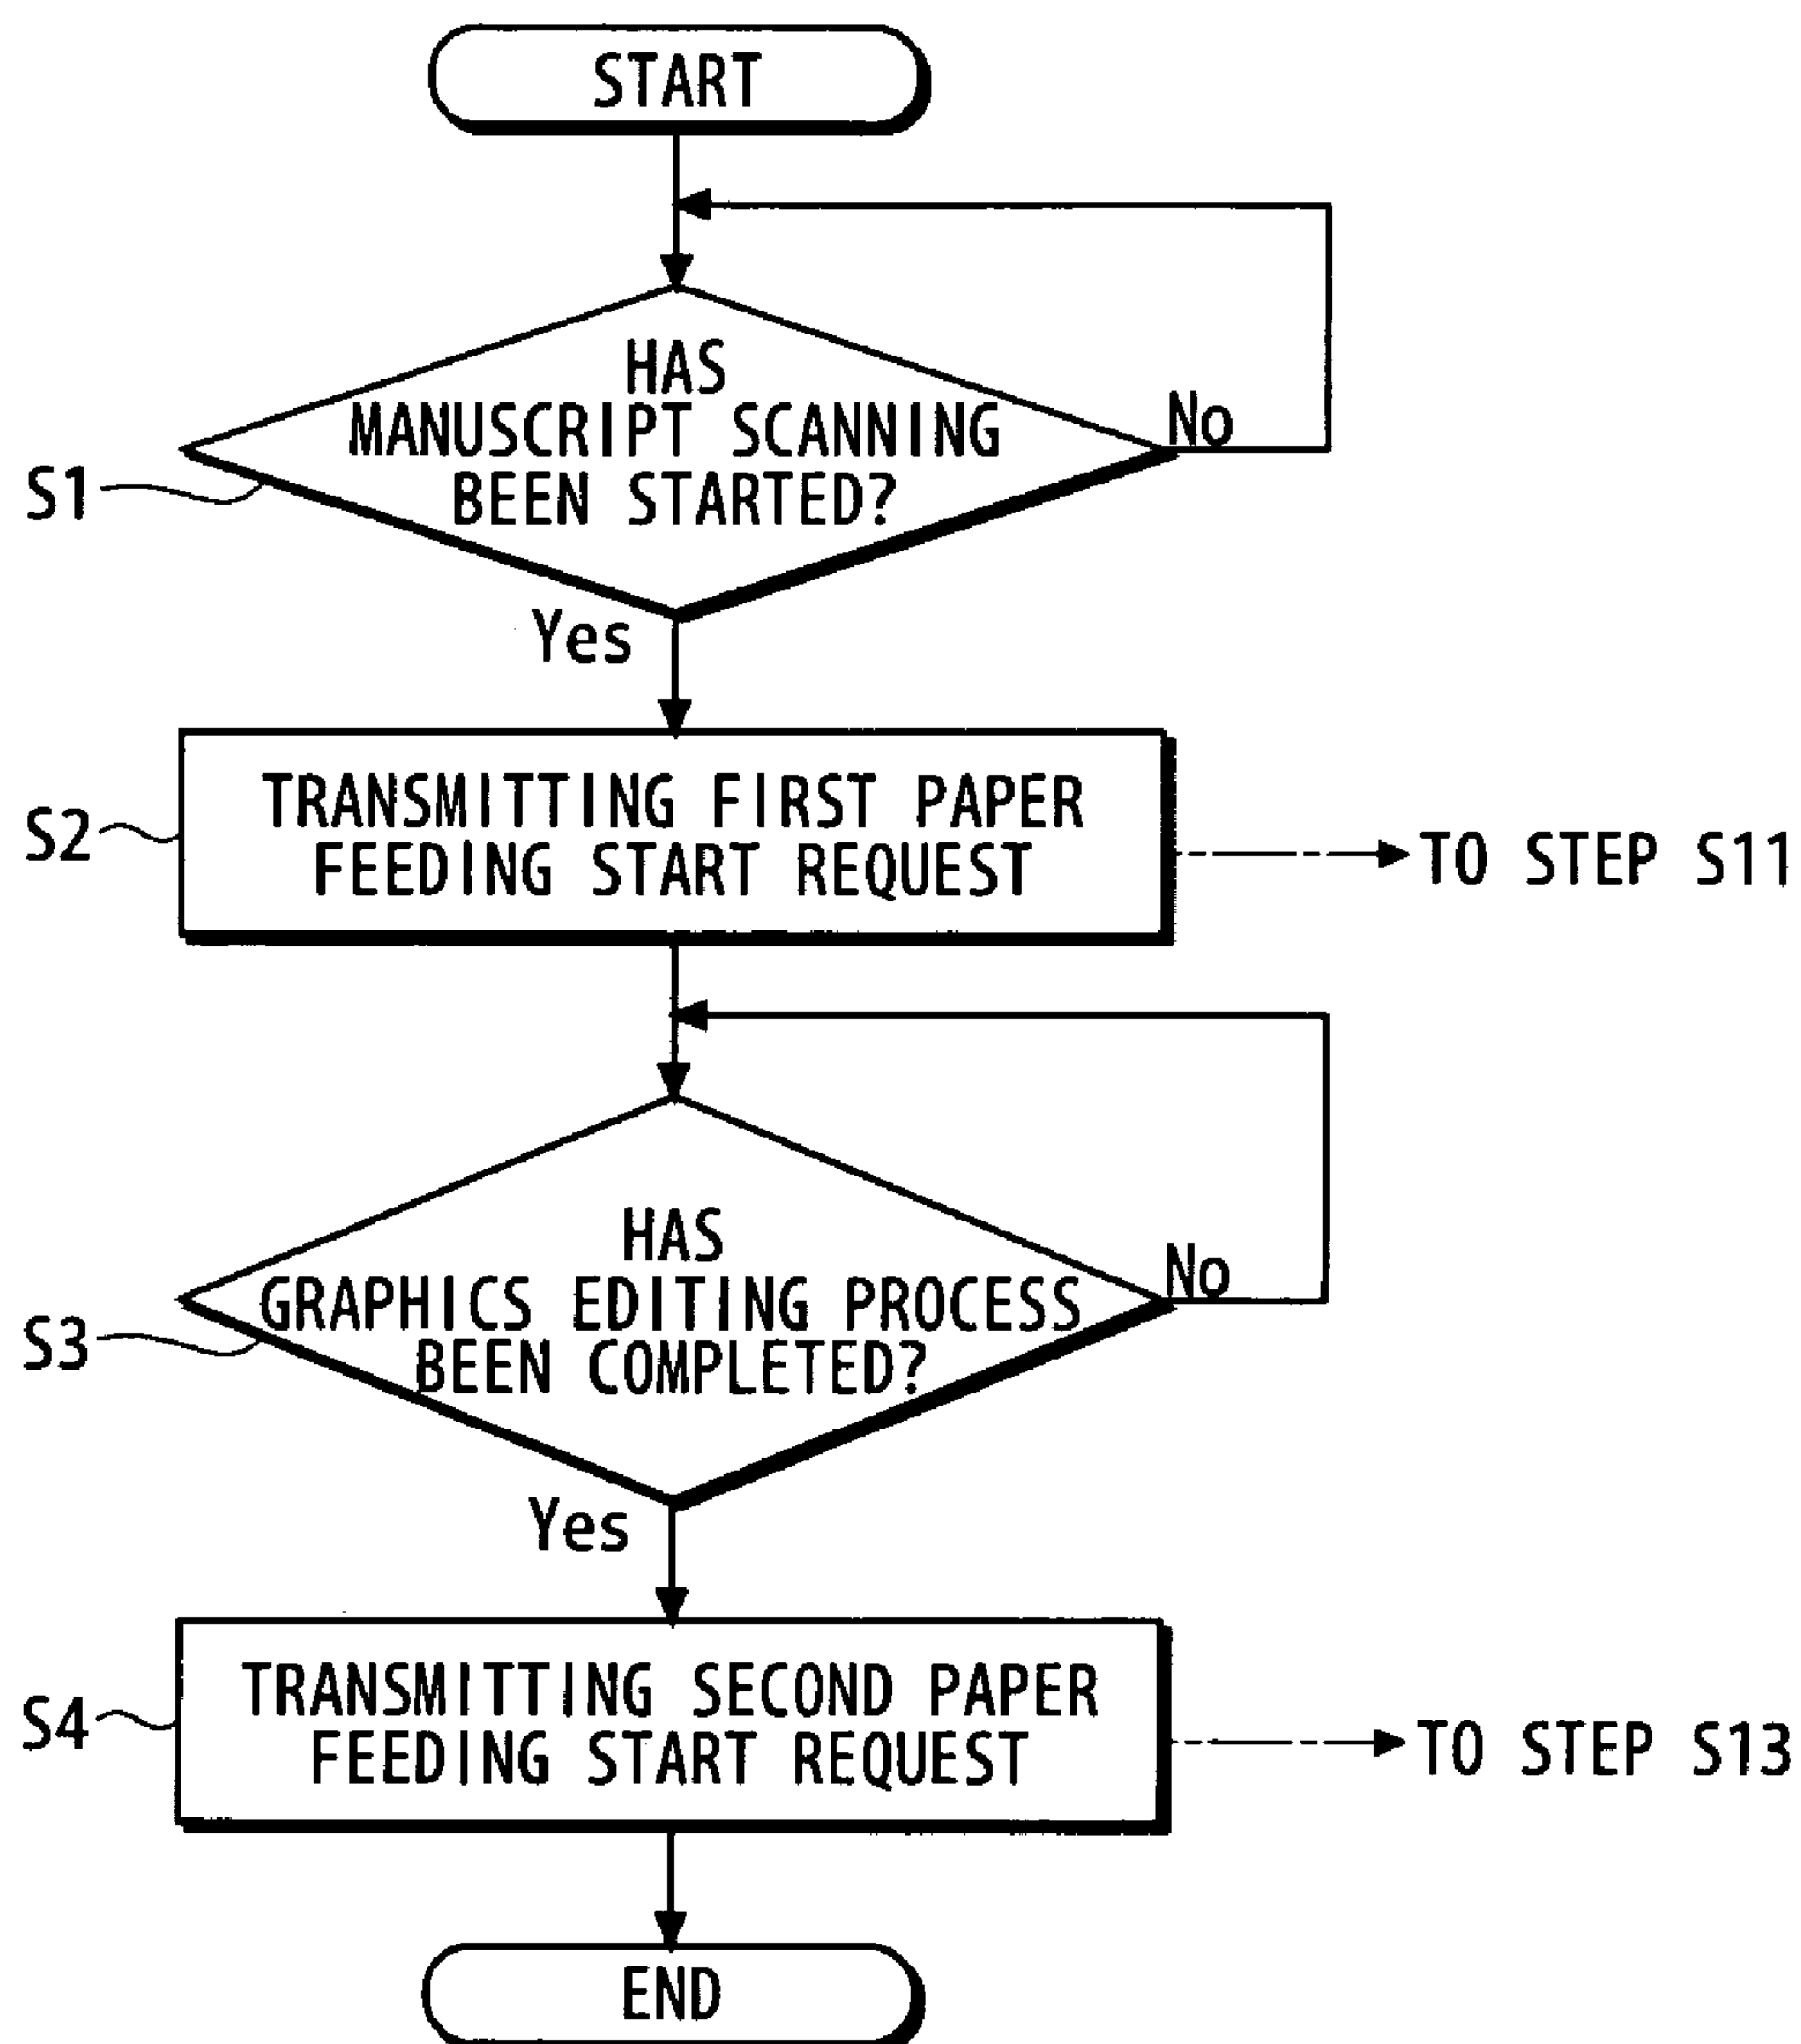 START
HAS
MANUSCRIPT SCANNING
BEEN STARTED?
No
S1
Yes
TRANSMITTING FIRST PAPER
FEEDING START REQUEST
S2
TO STEP S11
HAS
GRAPHICS EDITING PROCESS
BEEN COMPLETED?
No
S3
Yes
TRANSMITTING SECOND PAPER
FEEDING START REQUEST
S4
TO STEP S13
END